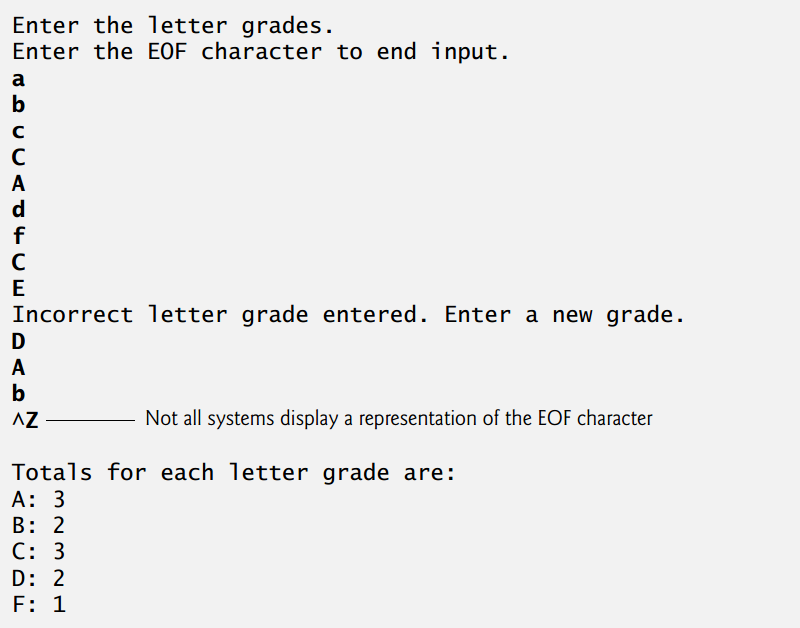 Enter the letter grades.
Enter the EOF character to end input.
a
b
c
C
A
d
f
C
E
Incorrect letter grade entered. Enter a new grade.
D
A
b
^Z Not all systems display a representation of the EOF character
Totals for each letter grade are:
A: 3
B: 2
C: 3
D: 2
F: 1